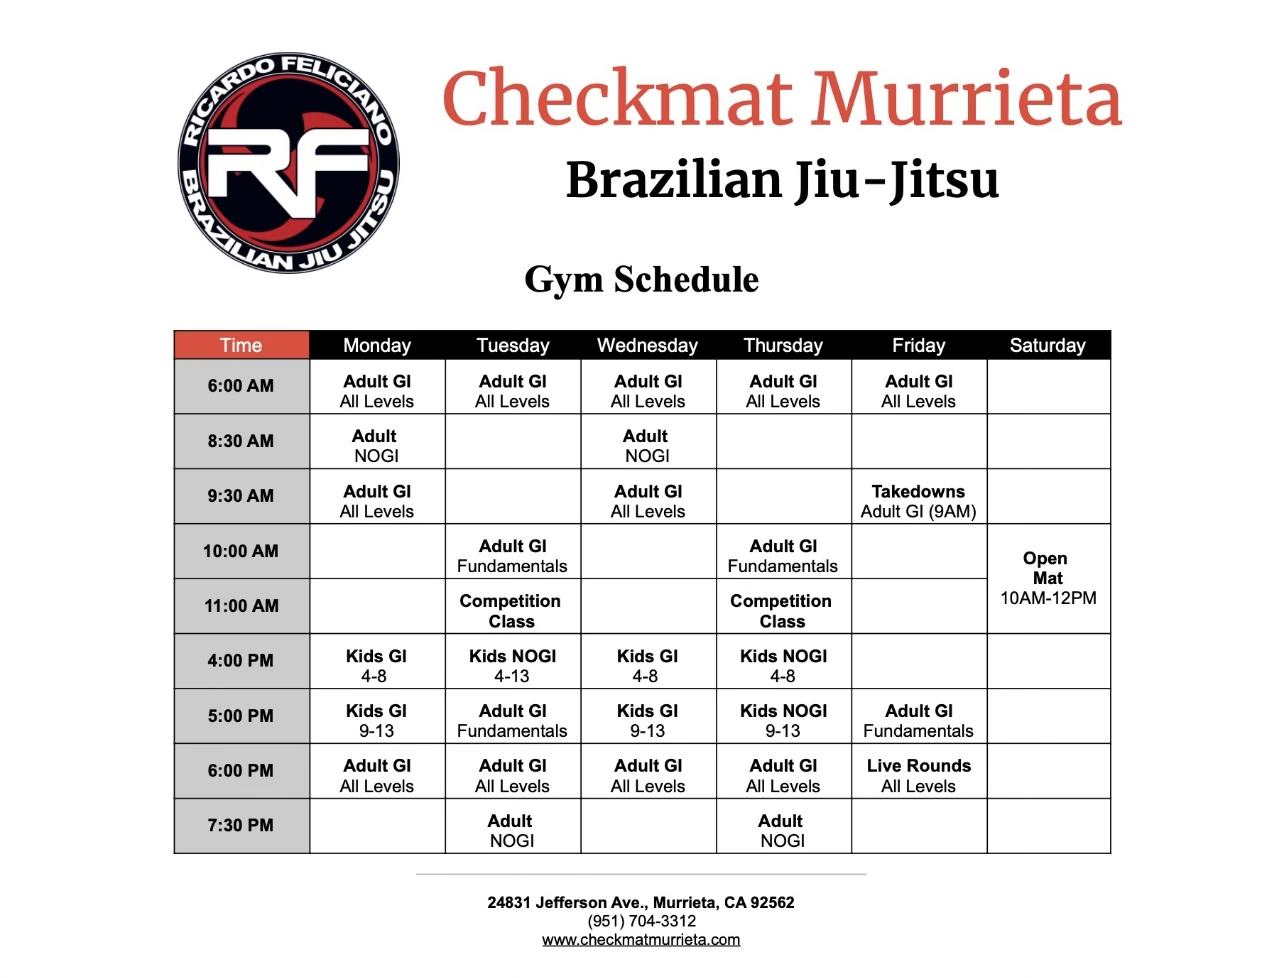 RICARDO FELICIANO
RF
BRAZILIAN JIU JITSU
Checkmat Murrieta
Brazilian Jiu-Jitsu
Gym Schedule
Time Monday Tuesday Wednesday Thursday Friday Saturday
6:00 AM
Adult GI Adult GI Adult GI Adult GI Adult GI
All Levels All Levels All Levels All Levels All Levels
8:30 AM
Adult Adult
NOGI NOGI
9:30 AM
Adult GI Adult GI Takedowns
All Levels All Levels Adult GI (9AM)
10:00 AM
Adult GI Adult GI
Fundamentals Fundamentals
Open
Mat
10AM-12PM
11:00 AM
Competition Competition
Class Class
4:00 PM
Kids GI Kids NOGI Kids GI Kids NOGI
4-8 4-13 4-8 4-8
5:00 PM
Kids GI Adult GI Kids GI Kids NOGI Adult GI
9-13 Fundamentals 9-13 9-13 Fundamentals
6:00 PM
Adult GI Adult GI Adult GI Adult GI Live Rounds
All Levels All Levels All Levels All Levels All Levels
7:30 PM
Adult Adult
NOGI NOGI
24831 Jefferson Ave., Murrieta, CA 92562
(951) 704-3312
www.checkmatmurrieta.com